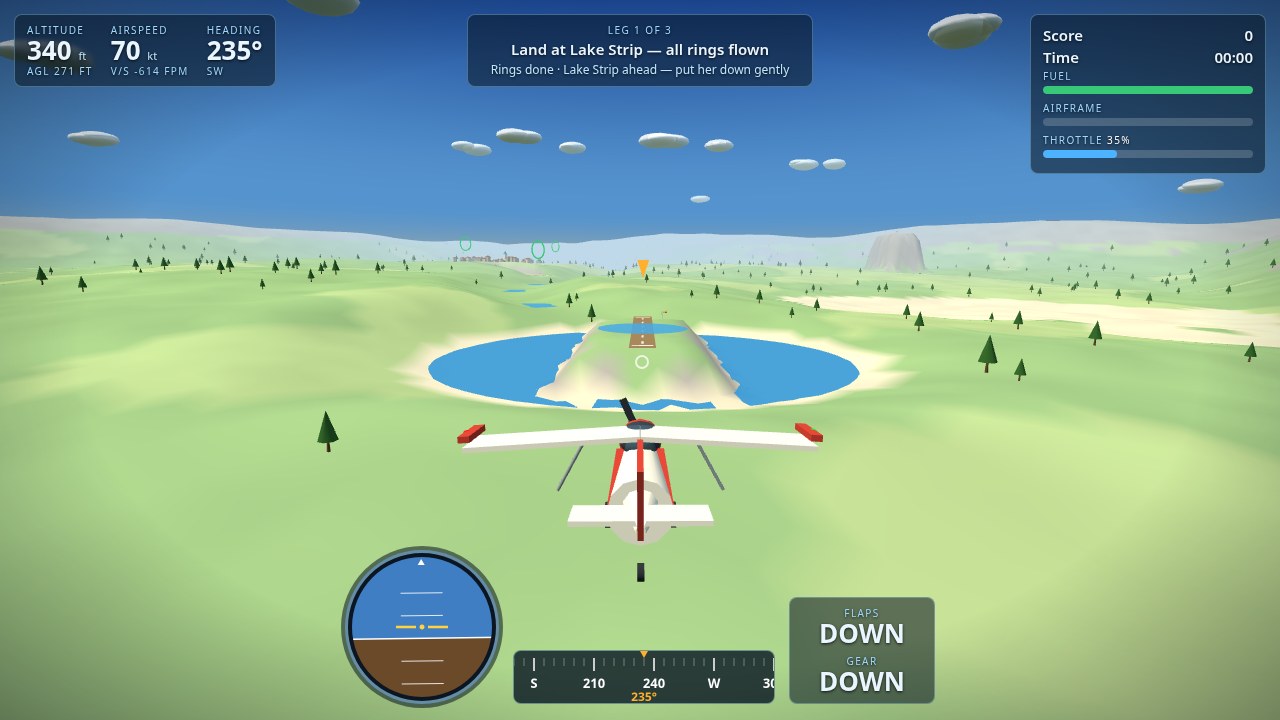 ALTITUDE AIRSPEED HEADING
340 ft 70 kt 235°
AGL 271 FT V/S -614 FPM SW
LEG 1 OF 3
Land at Lake Strip — all rings flown
Rings done · Lake Strip ahead — put her down gently
Score 0
Time 00:00
FUEL
AIRFRAME
THROTTLE 35%
S 210 240 W 30
235°
FLAPS
DOWN
GEAR
DOWN